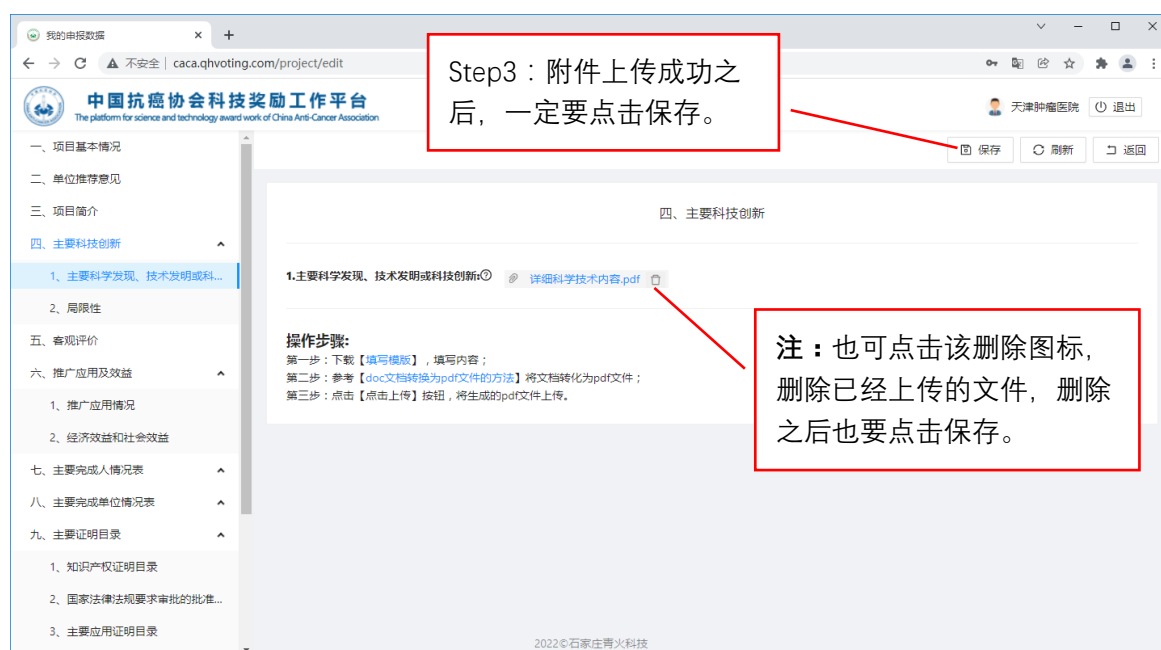 我的申报数据
不安全 | caca.qhvoting.com/project/edit
Step3：附件上传成功之
后，一定要点击保存。
中国抗癌协会科技奖励工作平台
The platform for science and technology award work of China Anti-Cancer Association
天津肿瘤医院 退出
保存 刷新 返回
一、项目基本情况
二、单位推荐意见
三、项目简介
四、主要科技创新
1、主要科学发现、技术发明或科...
2、局限性
五、客观评价
六、推广应用及效益
1、推广应用情况
2、经济效益和社会效益
七、主要完成人情况表
八、主要完成单位情况表
九、主要证明目录
1、知识产权证明目录
2、国家法律法规要求审批的批准...
3、主要应用证明目录
四、主要科技创新
1.主要科学发现、技术发明或科技创新:? 详细科学技术内容.pdf
操作步骤:
第一步：下载【填写模版】，填写内容；
第二步：参考【doc文档转换为pdf文件的方法】将文档转化为pdf文件；
第三步：点击【点击上传】按钮，将生成的pdf文件上传。
注：也可点击该删除图标，
删除已经上传的文件，删除
之后也要点击保存。
2022©石家庄青火科技